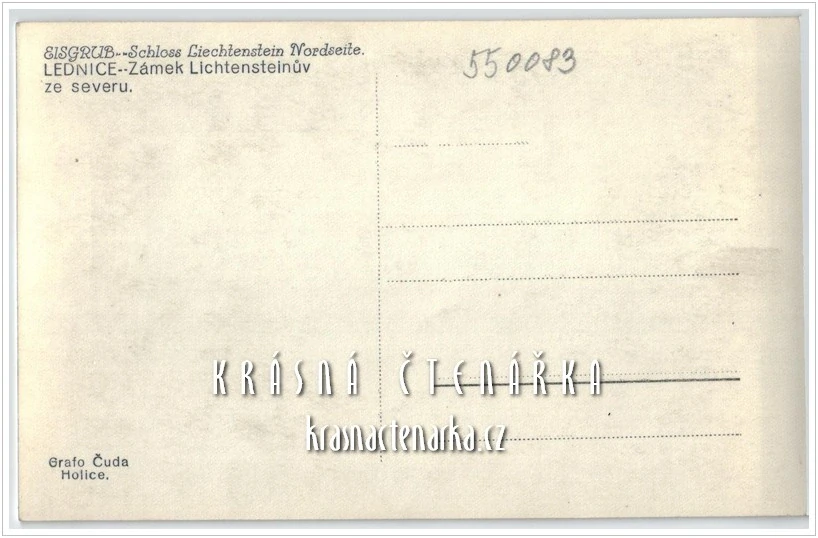 EISGRUB--Schloss Liechtenstein Nordseite.
LEDNICE--Zámek Lichtensteinův
ze severu.
550083
KRÁSNÁ ČTENÁŘKA
krasnactenarka.cz
Grafo Čuda
Holice.